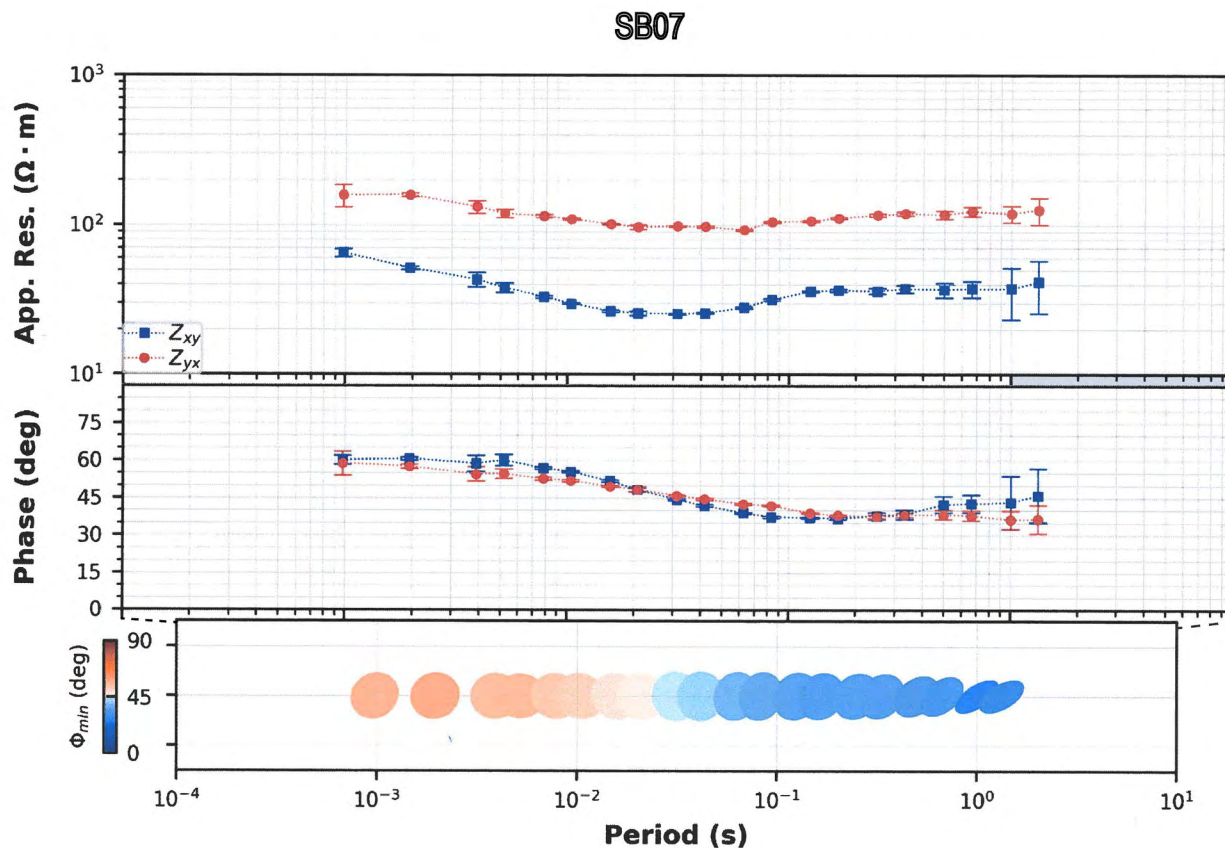 SB07
10³
10²
10¹
App. Res. (Ω · m)
Z_xy
Z_yx
75
60
45
30
15
0
Phase (deg)
90
45
0
Φ_min (deg)
10⁻⁴ 10⁻³ 10⁻² 10⁻¹ 10⁰ 10¹
Period (s)